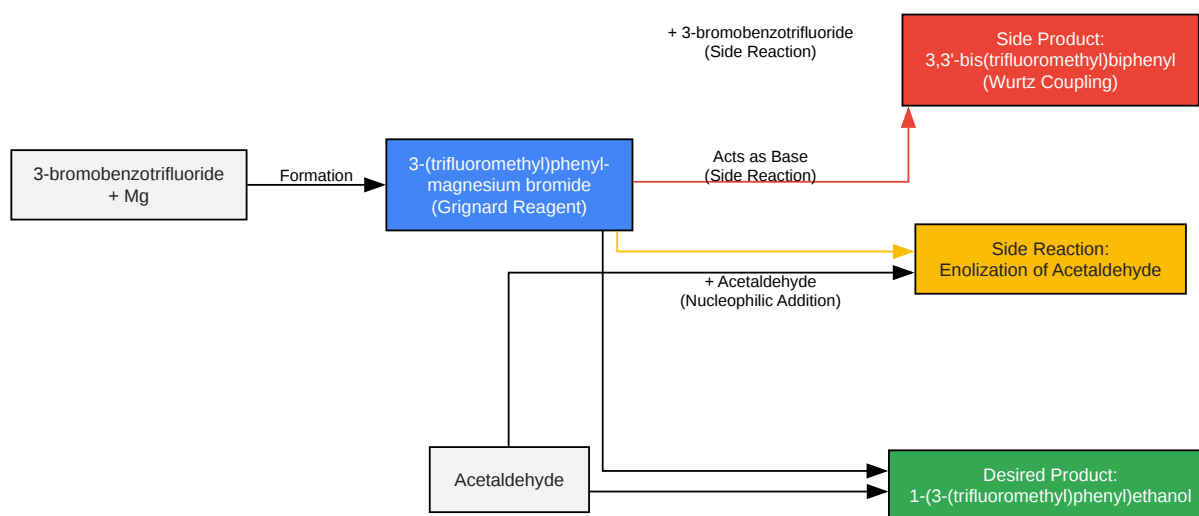 + 3-bromobenzotrifluoride
(Side Reaction)
Side Product:
3,3'-bis(trifluoromethyl)biphenyl
(Wurtz Coupling)
3-bromobenzotrifluoride
+ Mg
Formation
3-(trifluoromethyl)phenyl-
magnesium bromide
(Grignard Reagent)
Acts as Base
(Side Reaction)
Side Reaction:
Enolization of Acetaldehyde
+ Acetaldehyde
(Nucleophilic Addition)
Acetaldehyde
Desired Product:
1-(3-(trifluoromethyl)phenyl)ethanol